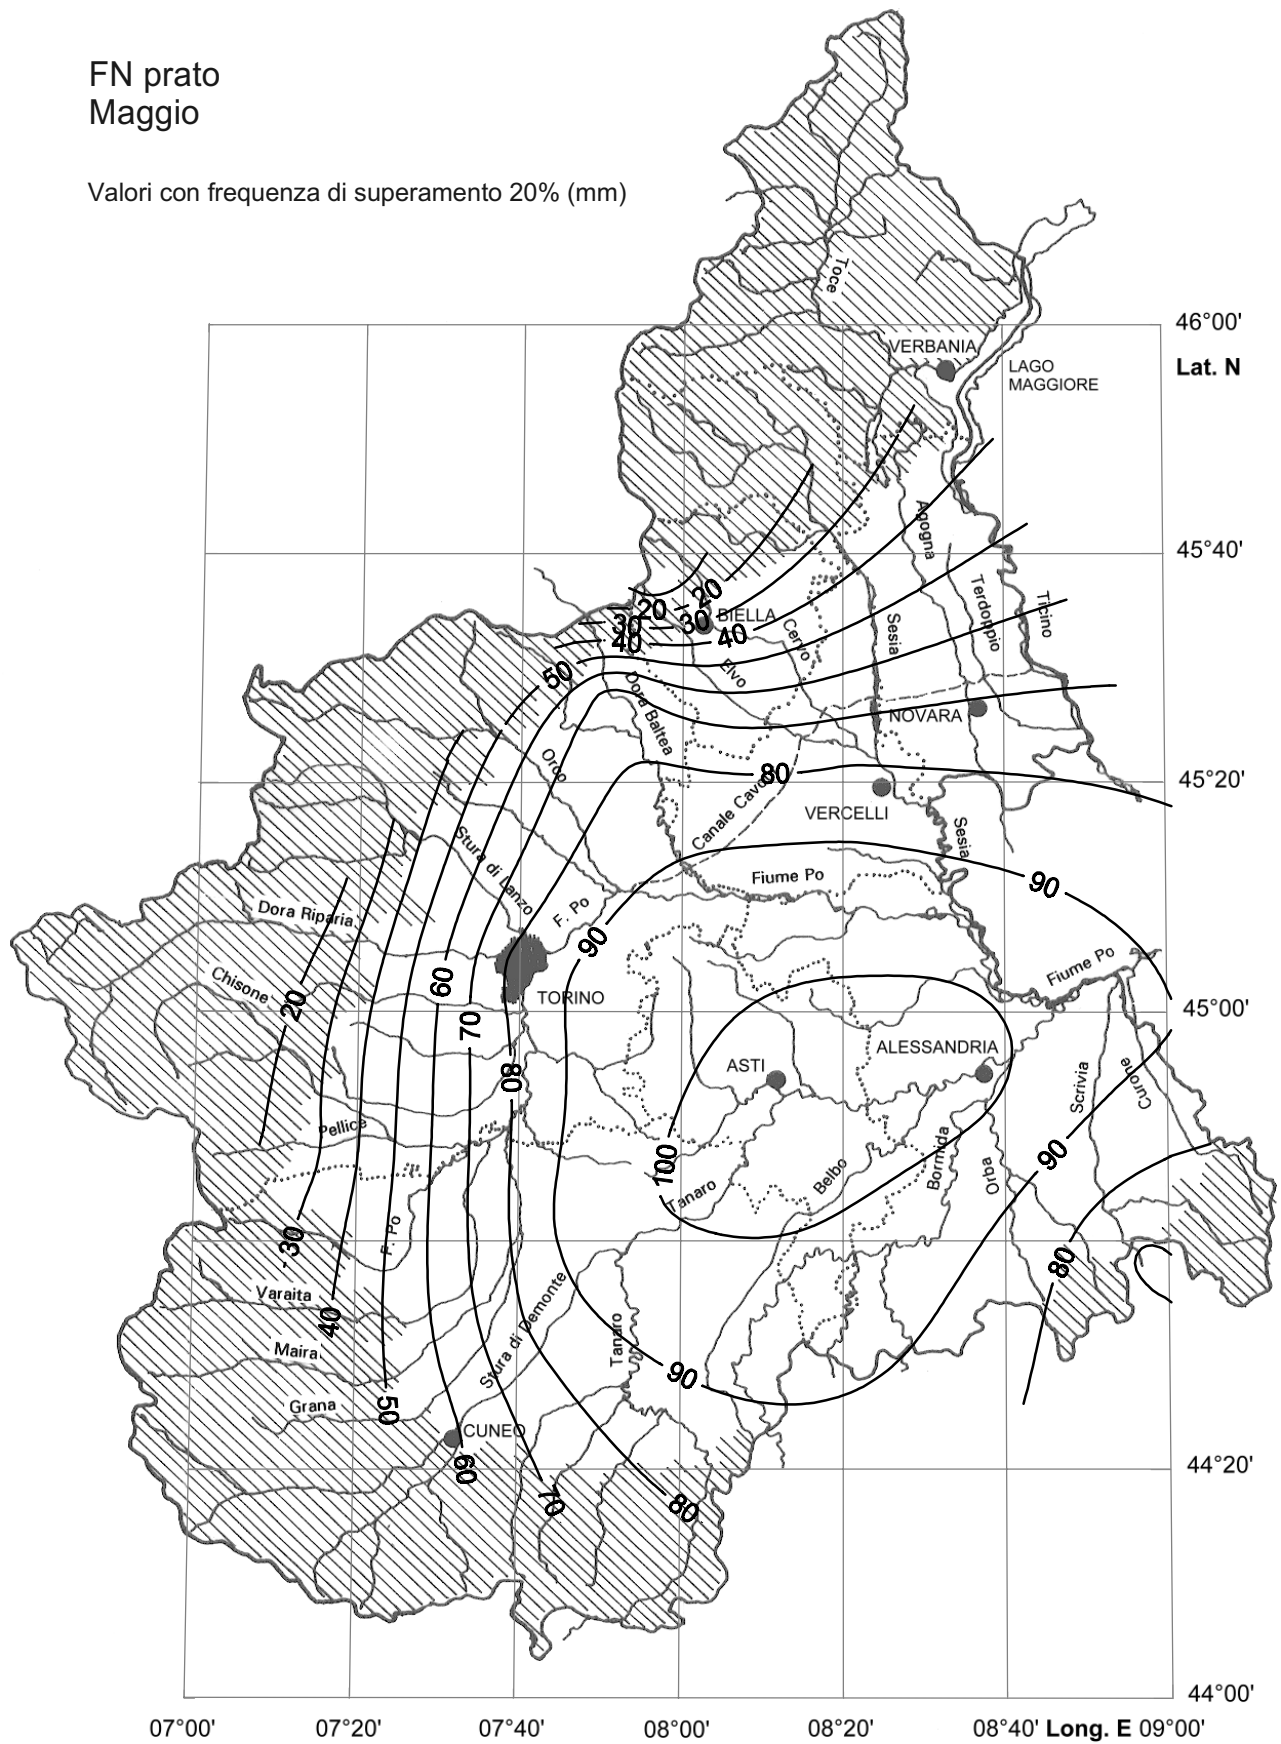 FN prato
Maggio
Valori con frequenza di superamento 20% (mm)
Toce
46°00'
VERBANIA
Lat. N
LAGO
MAGGIORE
Agogna
45°40'
Terdoppio
Ticino
20
20
30
30
BIELLA
40
40
Cervo
Sesia
Elvo
50
Dora Baltea
NOVARA
Orco
80
45°20'
Canale Cavour
VERCELLI
Stura di Lanzo
Sesia
Fiume Po
90
Dora Riparia
F. Po
90
Fiume Po
Chisone
60
20
TORINO
45°00'
70
ALESSANDRIA
ASTI
80
Scrivia
Curone
Pellice
100
90
Bormida
Orba
Belbo
Tanaro
30
F. Po
80
Varaita
Stura di Demonte
40
Tanaro
Maira
90
Grana
50
CUNEO
60
44°20'
70
80
44°00'
07°00'
07°20'
07°40'
08°00'
08°20'
08°40' Long. E 09°00'